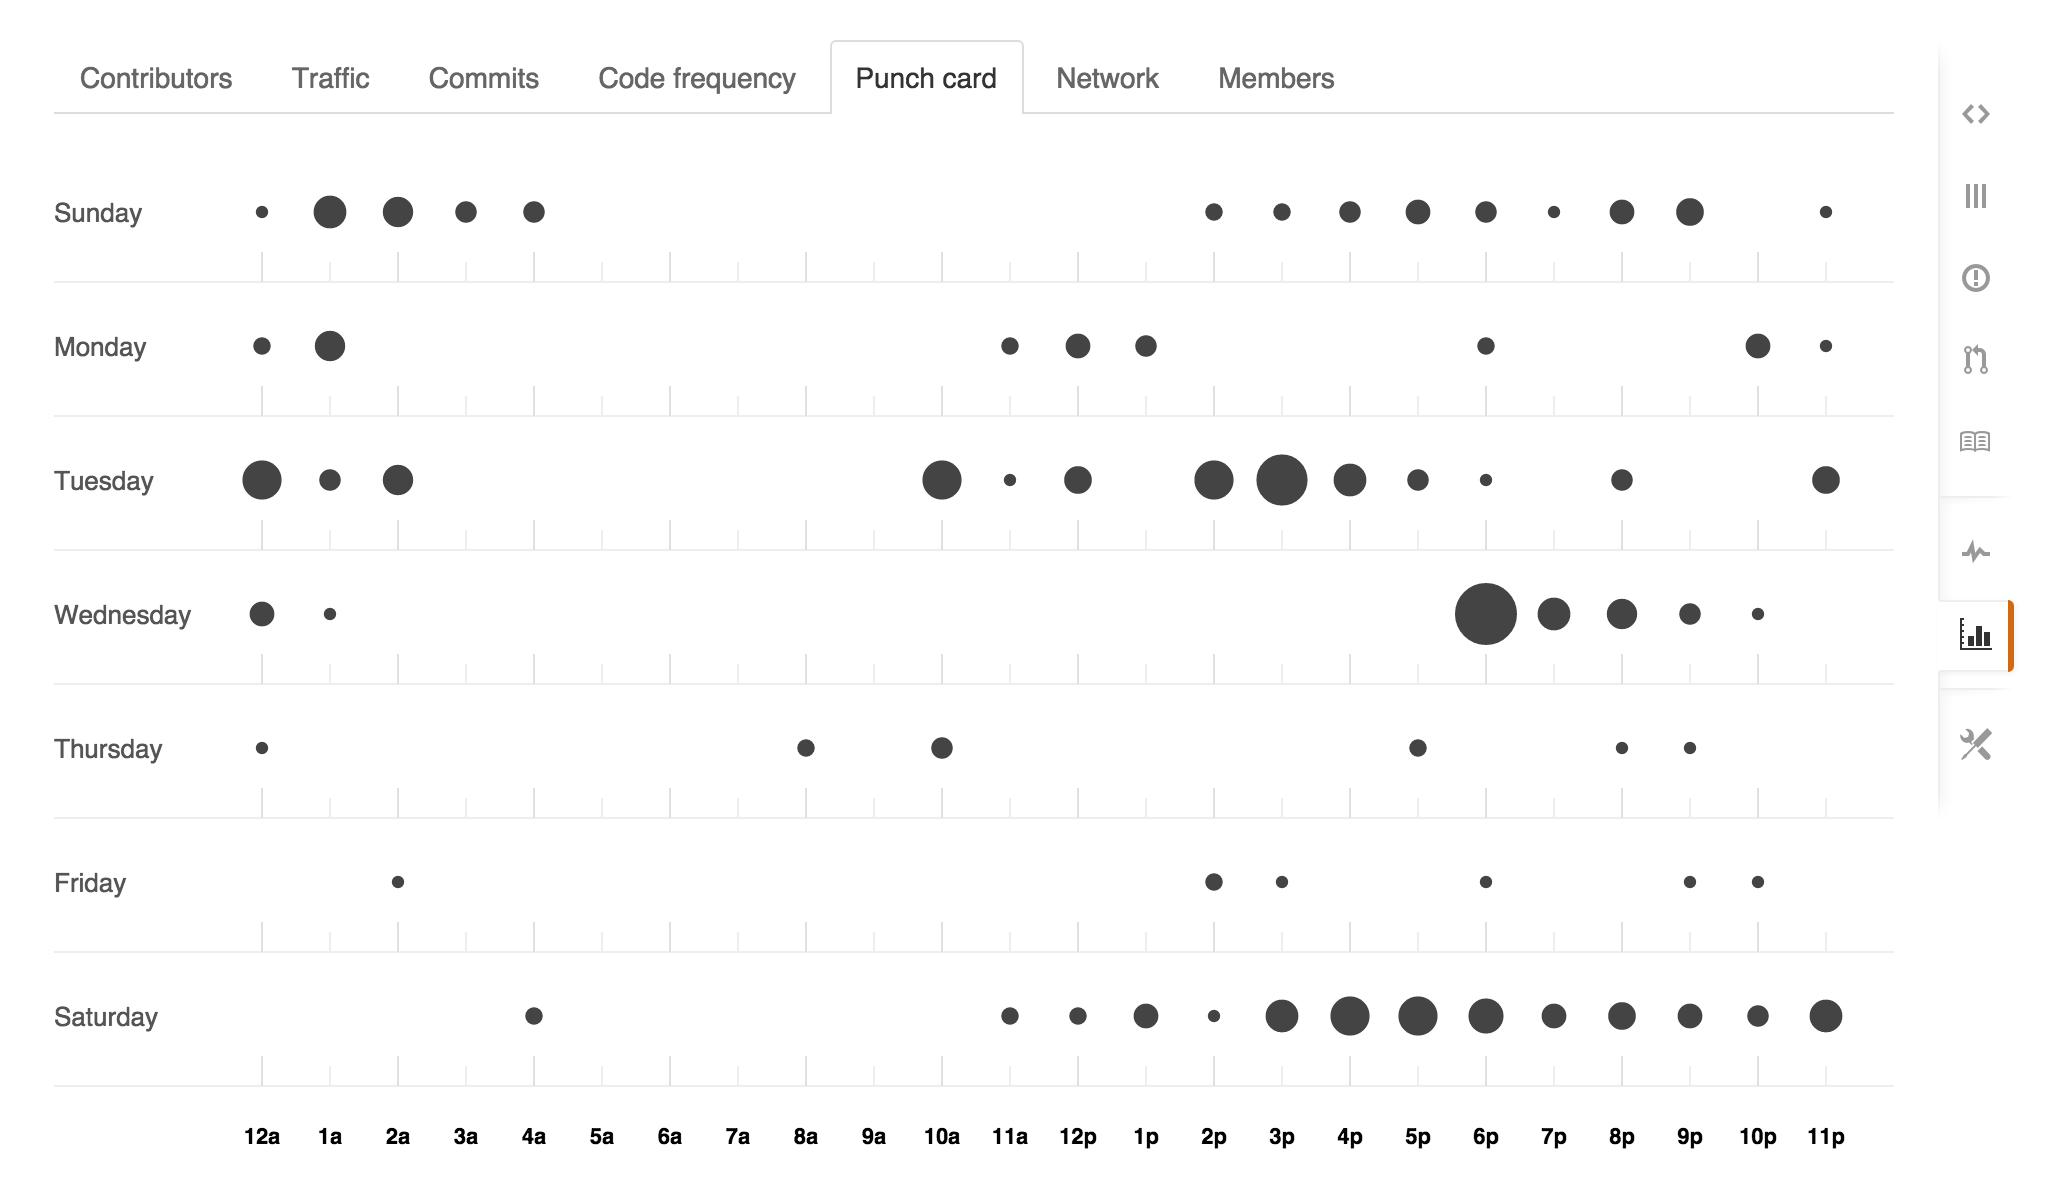 Contributors Traffic Commits Code frequency Punch card Network Members
Sunday
Monday
Tuesday
Wednesday
Thursday
Friday
Saturday
12a 1a 2a 3a 4a 5a 6a 7a 8a 9a 10a 11a 12p 1p 2p 3p 4p 5p 6p 7p 8p 9p 10p 11p